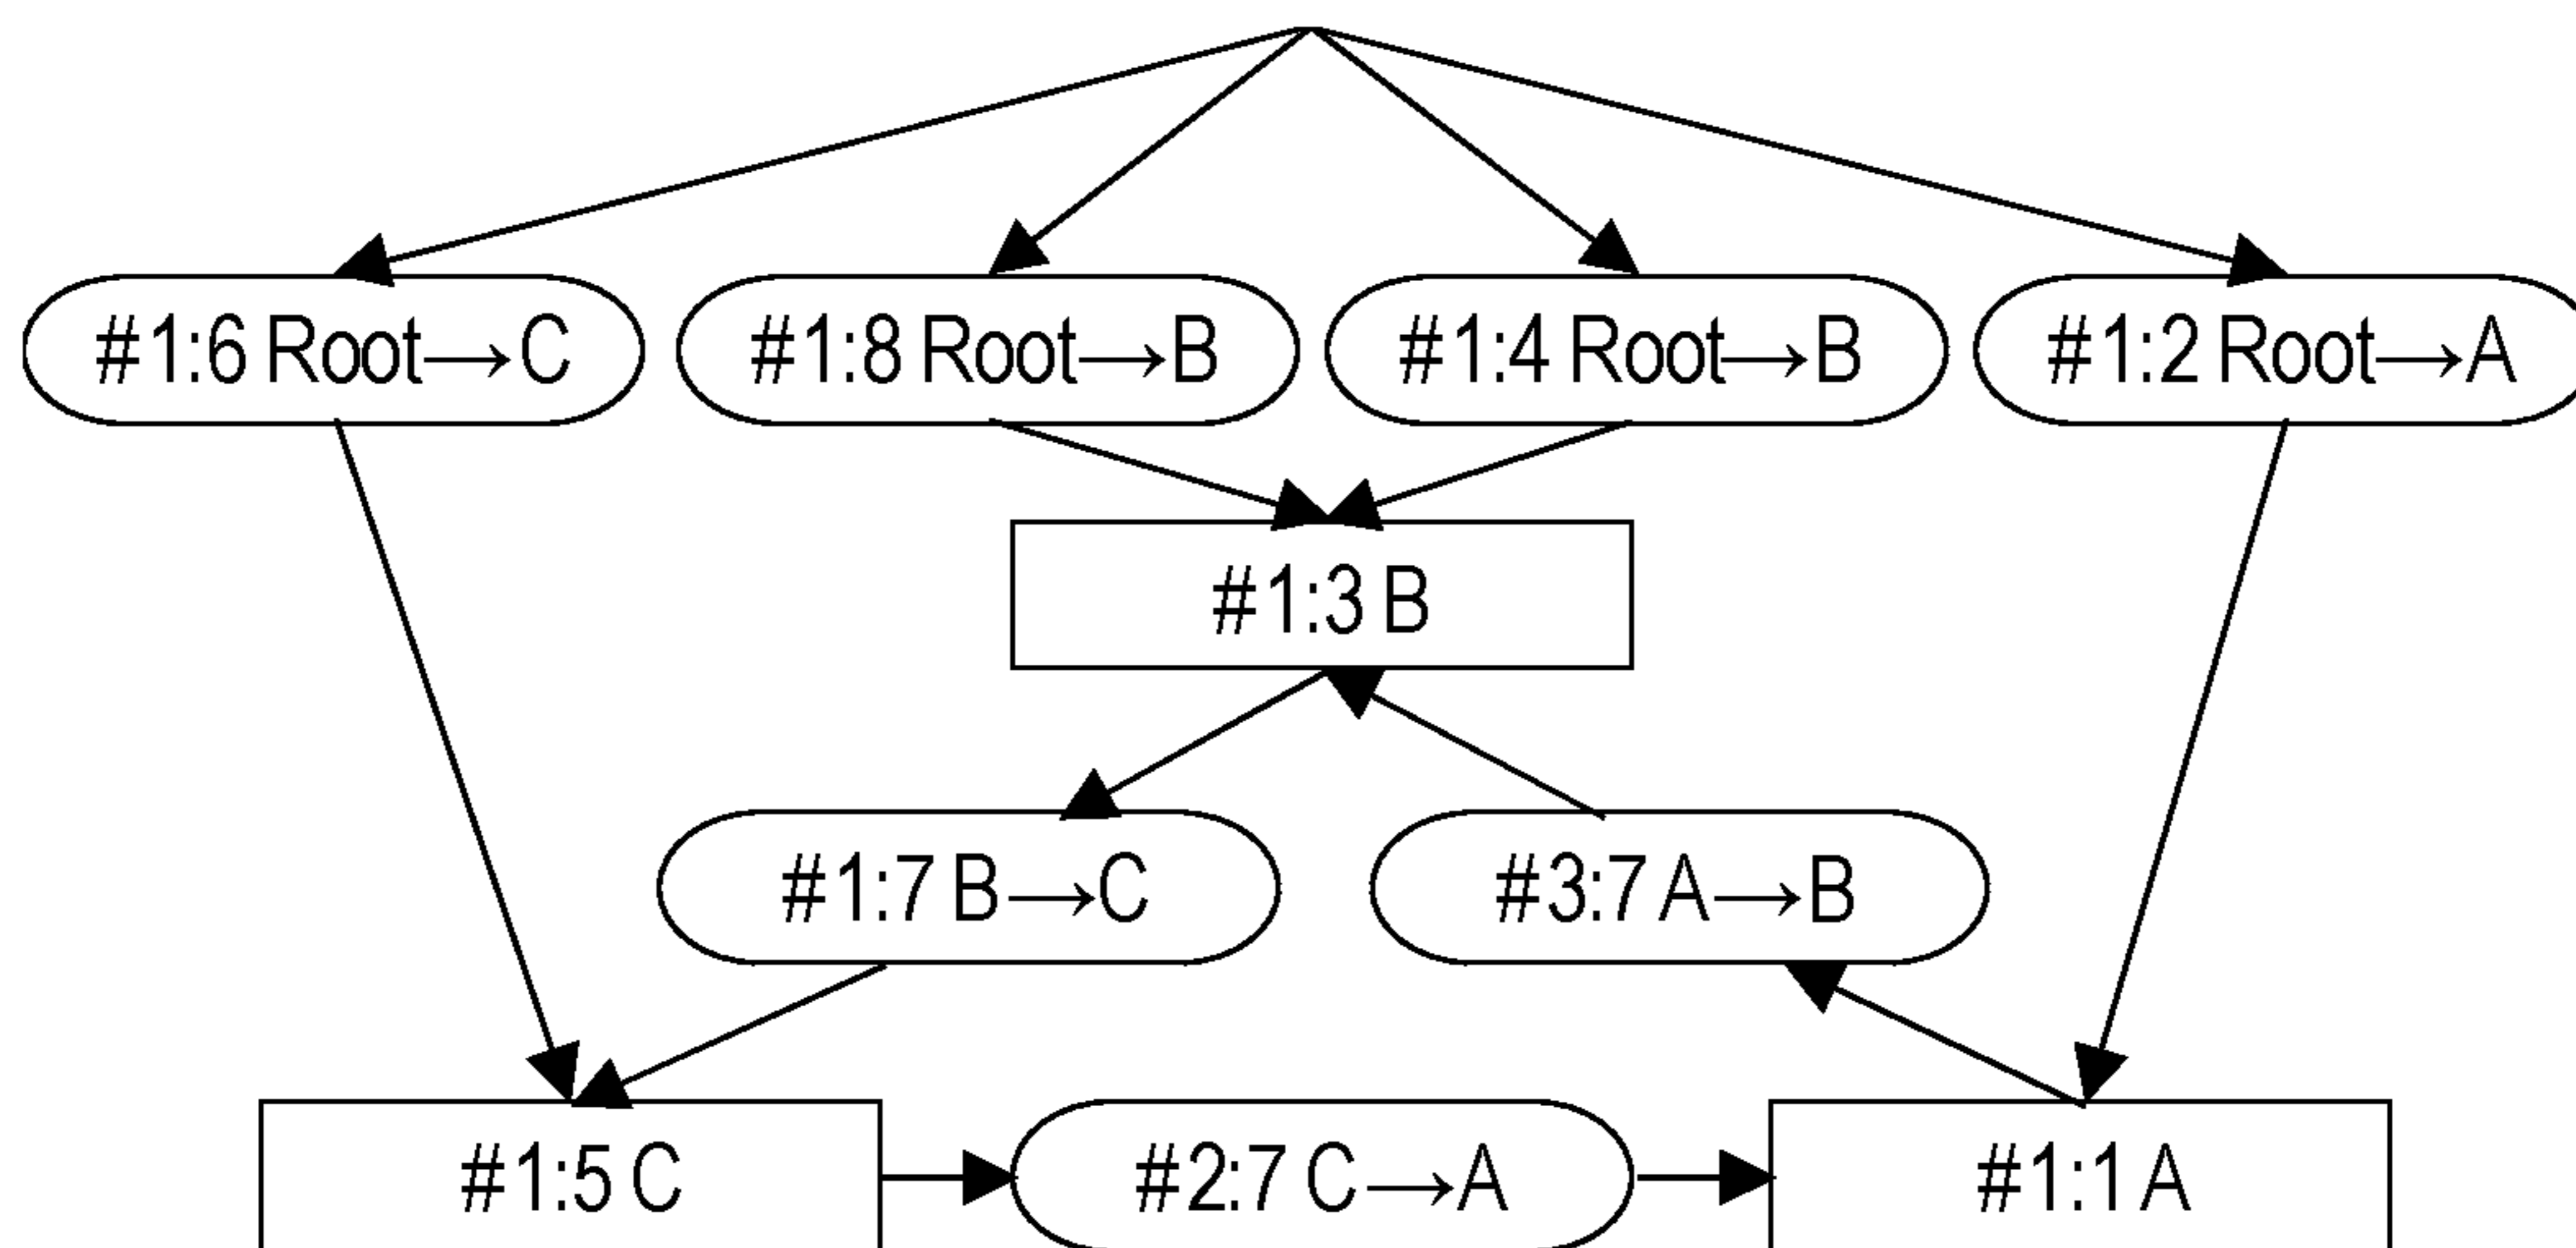 #1:6 Root→C
#1:8 Root→B
#1:4 Root→B
#1:2 Root→A
#1:3 B
#1:7 B→C
#3:7 A→B
#1:5 C
#2:7 C→A
#1:1 A